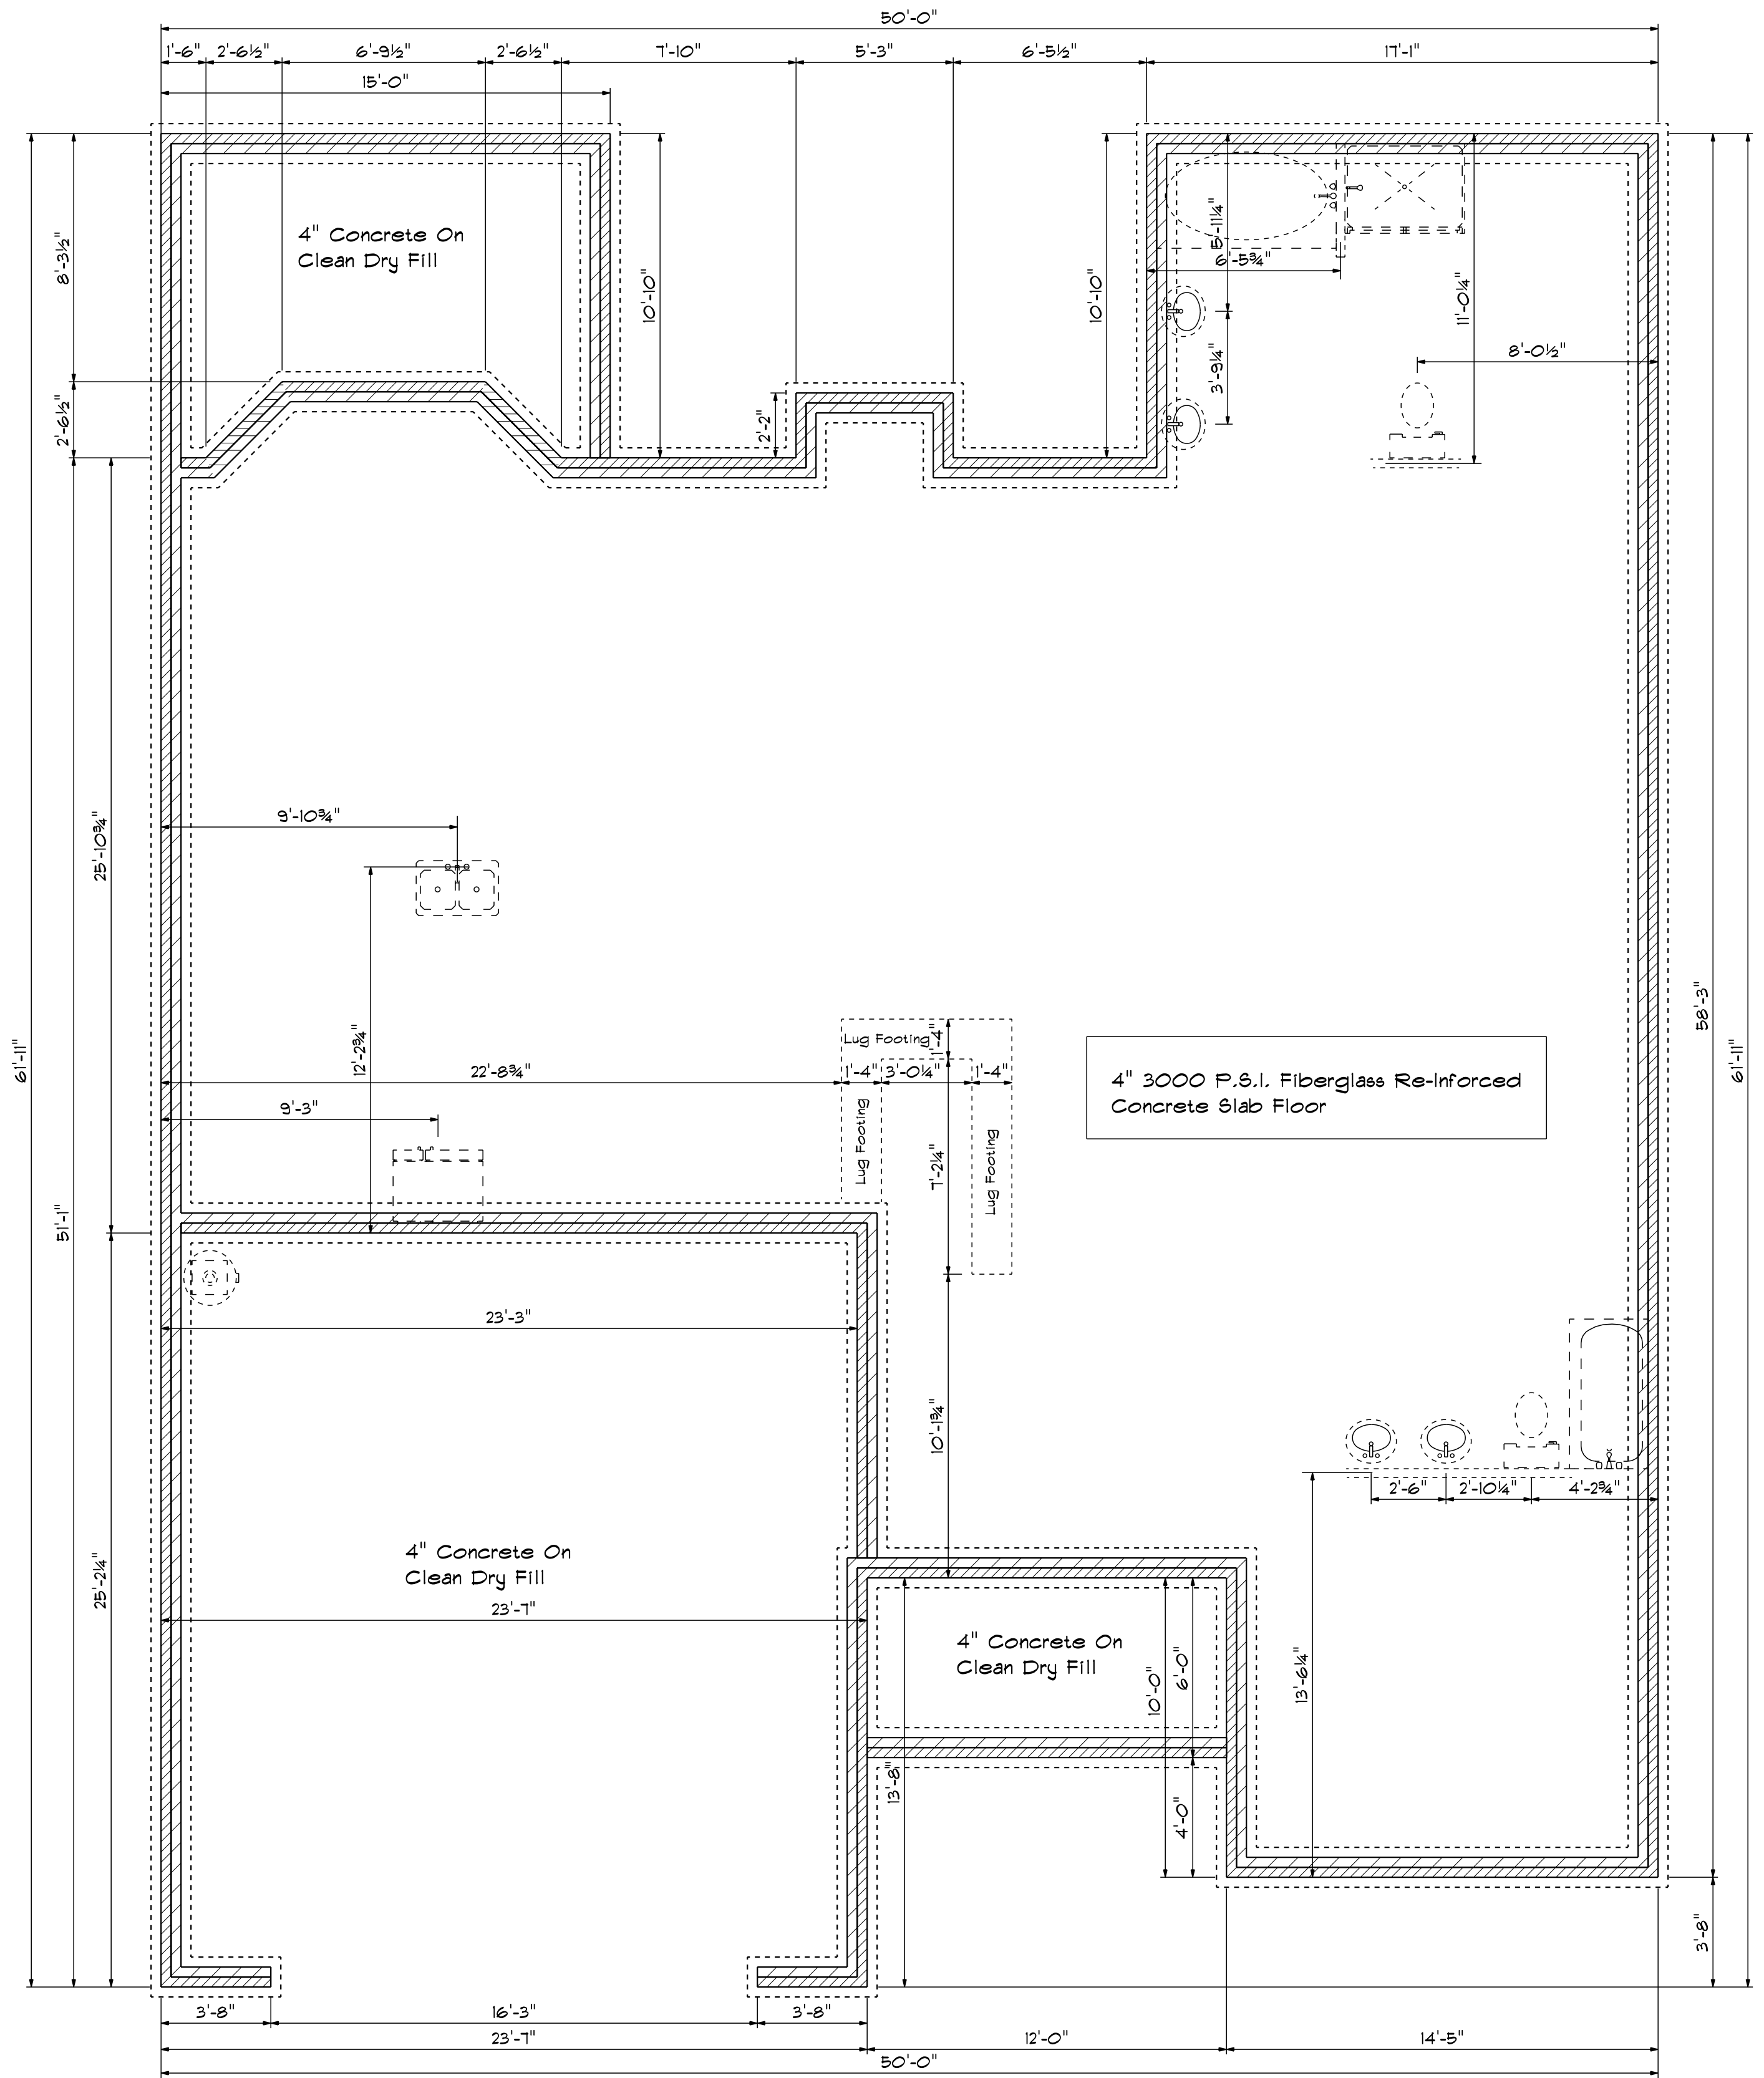 50'-0"
1'-6" 2'-6½" 6'-9½" 2'-6½" 7'-10" 5'-3" 6'-5½" 17'-1"
15'-0"
8'-3½"
2'-6½"
4" Concrete On
Clean Dry Fill
10'-10"
2'-2"
10'-10"
5'-11¼"
6'-5¾"
3'-9¼"
11'-0¼"
8'-0½"
25'-10¾"
9'-10¾"
12'-2¾"
61'-11"
51'-1"
22'-8¾"
9'-3"
Lug Footing
1'-4"
1'-4" 3'-0¼" 1'-4"
Lug Footing
7'-2¼"
Lug Footing
4" 3000 P.S.I. Fiberglass Re-Inforced
Concrete Slab Floor
58'-3"
61'-11"
23'-3"
10'-1¾"
2'-6" 2'-10¼" 4'-2¾"
25'-2¼"
4" Concrete On
Clean Dry Fill
23'-7"
4" Concrete On
Clean Dry Fill
10'-0"
6'-0"
13'-6¼"
13'-8"
4'-0"
3'-8"
3'-8" 16'-3" 3'-8"
23'-7" 12'-0" 14'-5"
50'-0"